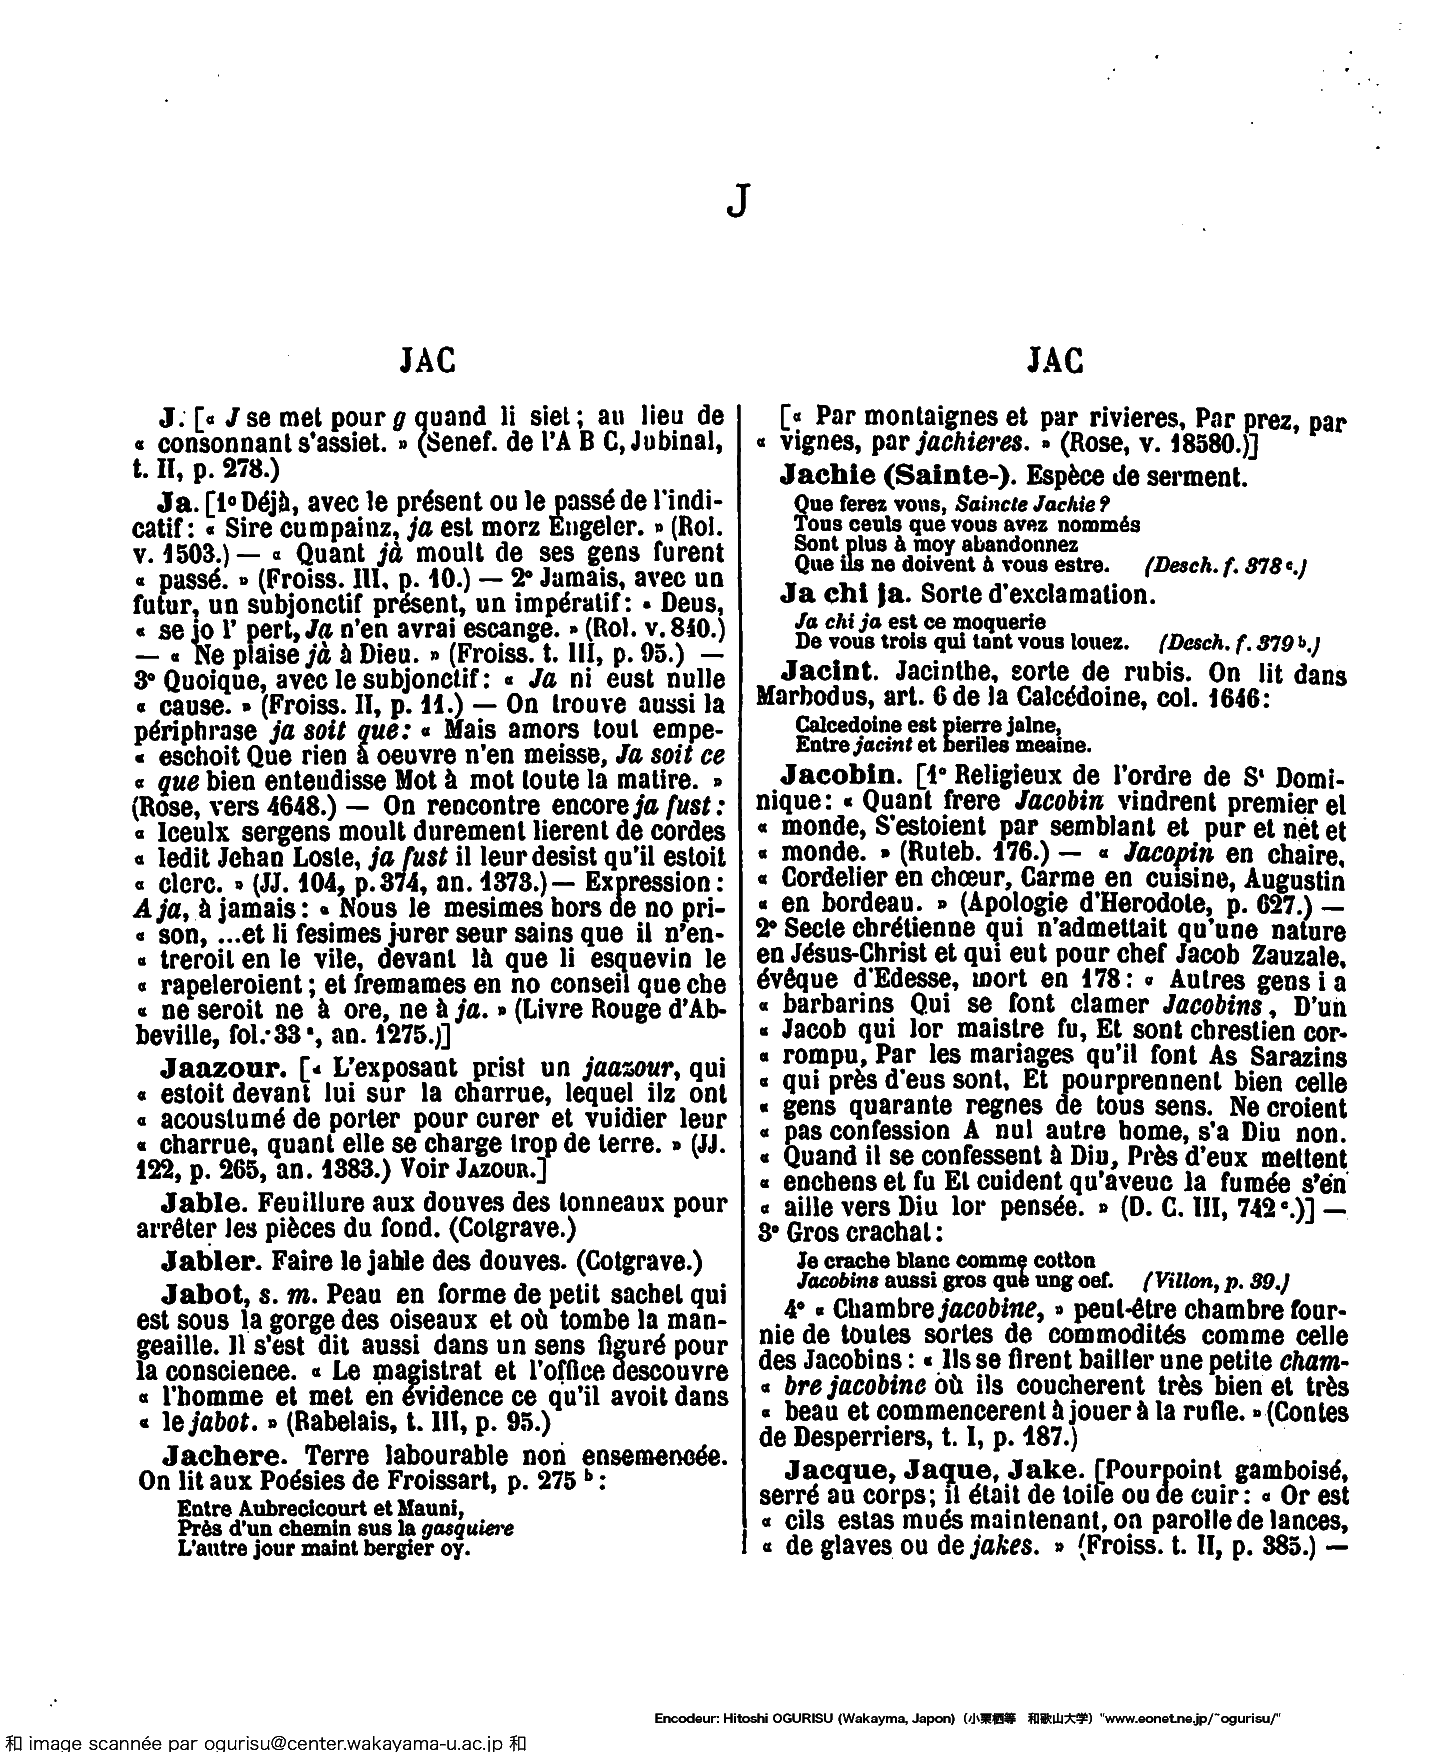 J
JAC
J. [« J se met pour g quand li siet ; au lieu de
« consonnant s'assiet. » (Senef. de l'A B C, Jubinal,
t. II, p. 278.)
Ja. [1° Déjà, avec le présent ou le passé de l'indi-
catif : « Sire cumpainz, ja est morz Engeler. » (Rol.
v. 1503.) — « Quant jà moult de ses gens furent
« passé. » (Froiss. III, p. 10.) — 2° Jamais, avec un
futur, un subjonctif présent, un impératif : « Deus,
« se jo l' pert, Ja n'en avrai escange. » (Rol. v. 840.)
— « Ne plaise jà à Dieu. » (Froiss. t. III, p. 95.) —
3° Quoique, avec le subjonctif : « Ja ni eust nulle
« cause. » (Froiss. II, p. 11.) — On trouve aussi la
périphrase ja soit que : « Mais amors tout empe-
« eschoit Que rien à oeuvre n'en meisse, Ja soit ce
« que bien entendisse Mot à mot toute la matire. »
(Rose, vers 4648.) — On rencontre encore ja fust :
« Iceulx sergens moult durement lierent de cordes
« ledit Jehan Loste, ja fust il leur desist qu'il estoit
« clerc. » (JJ. 104, p. 374, an. 1373.) — Expression :
A ja, à jamais : « Nous le mesimes hors de no pri-
« son, ...et li fesimes jurer seur sains que il n'en-
« treroit en le vile, devant là que li esquevin le
« rapeleroient ; et fremames en no conseil que che
« ne seroit ne à ore, ne à ja. » (Livre Rouge d'Ab-
beville, fol. 33 a, an. 1275.)]
Jaazour. [« L'exposant prist un jaazour, qui
« estoit devant lui sur la charrue, lequel ilz ont
« acoustumé de porter pour curer et vuidier leur
« charrue, quant elle se charge trop de terre. » (JJ.
122, p. 265, an. 1383.) Voir JAZOUR.]
Jable. Feuillure aux douves des tonneaux pour
arrêter les pièces du fond. (Cotgrave.)
Jabler. Faire le jable des douves. (Cotgrave.)
Jabot, s. m. Peau en forme de petit sachet qui
est sous la gorge des oiseaux et où tombe la man-
geaille. Il s'est dit aussi dans un sens figuré pour
la conscience. « Le magistrat et l'office descouvre
« l'homme et met en évidence ce qu'il avoit dans
« le jabot. » (Rabelais, t. III, p. 95.)
Jachere. Terre labourable non ensemencée.
On lit aux Poésies de Froissart, p. 275 b :
Entre Aubrecicourt et Mauni,
Près d'un chemin sus la gasquiere
L'autre jour maint bergier oy.
JAC
[« Par montaignes et par rivieres, Par prez, par
« vignes, par jachieres. » (Rose, v. 18580.)]
Jachie (Sainte-). Espèce de serment.
Que ferez vous, Saincte Jachie ?
Tous ceuls que vous avez nommés
Sont plus à moy abandonnez
Que ils ne doivent à vous estre. (Desch. f. 378 c.)
Ja chi ja. Sorte d'exclamation.
Ja chi ja est ce moquerie
De vous trois qui tant vous louez. (Desch. f. 379 b.)
Jacint. Jacinthe, sorte de rubis. On lit dans
Marbodus, art. 6 de la Calcédoine, col. 1646 :
Calcedoine est pierre jalne,
Entre jacint et beriles meaine.
Jacobin. [1° Religieux de l'ordre de St Domi-
nique : « Quant frere Jacobin vindrent premier el
« monde, S'estoient par semblant et pur et net et
« monde. » (Ruteb. 176.) — « Jacopin en chaire,
« Cordelier en chœur, Carme en cuisine, Augustin
« en bordeau. » (Apologie d'Herodote, p. 627.) —
2° Secte chrétienne qui n'admettait qu'une nature
en Jésus-Christ et qui eut pour chef Jacob Zauzale,
évêque d'Edesse, mort en 178 : « Autres gens i a
« barbarins Qui se font clamer Jacobins, D'un
« Jacob qui lor maistre fu, Et sont chrestien cor-
« rompu, Par les mariages qu'il font As Sarazins
« qui près d'eus sont, Et pourprennent bien celle
« gens quarante regnes de tous sens. Ne croient
« pas confession A nul autre home, s'a Diu non.
« Quand il se confessent à Diu, Près d'eux mettent
« enchens et fu Et cuident qu'aveuc la fumée s'en
« aille vers Diu lor pensée. » (D. C. III, 742 c.)] —
3° Gros crachat :
Je crache blanc comme cotton
Jacobins aussi gros que ung oef. (Villon, p. 39.)
4° « Chambre jacobine, » peut-être chambre four-
nie de toutes sortes de commodités comme celle
des Jacobins : « Ils se firent bailler une petite cham-
« bre jacobine où ils coucherent très bien et très
« beau et commencerent à jouer à la rufle. » (Contes
de Desperriers, t. I, p. 187.)
Jacque, Jaque, Jake. [Pourpoint gamboisé,
serré au corps ; il était de toile ou de cuir : « Or est
« cils estas mués maintenant, on parolle de lances,
« de glaves ou de jakes. » (Froiss. t. II, p. 385.) —
Encodeur: Hitoshi OGURISU (Wakayma, Japon) (小栗栖等 和歌山大学) "www.eonet.ne.jp/~ogurisu/"
和 image scannée par ogurisu@center.wakayama-u.ac.jp 和